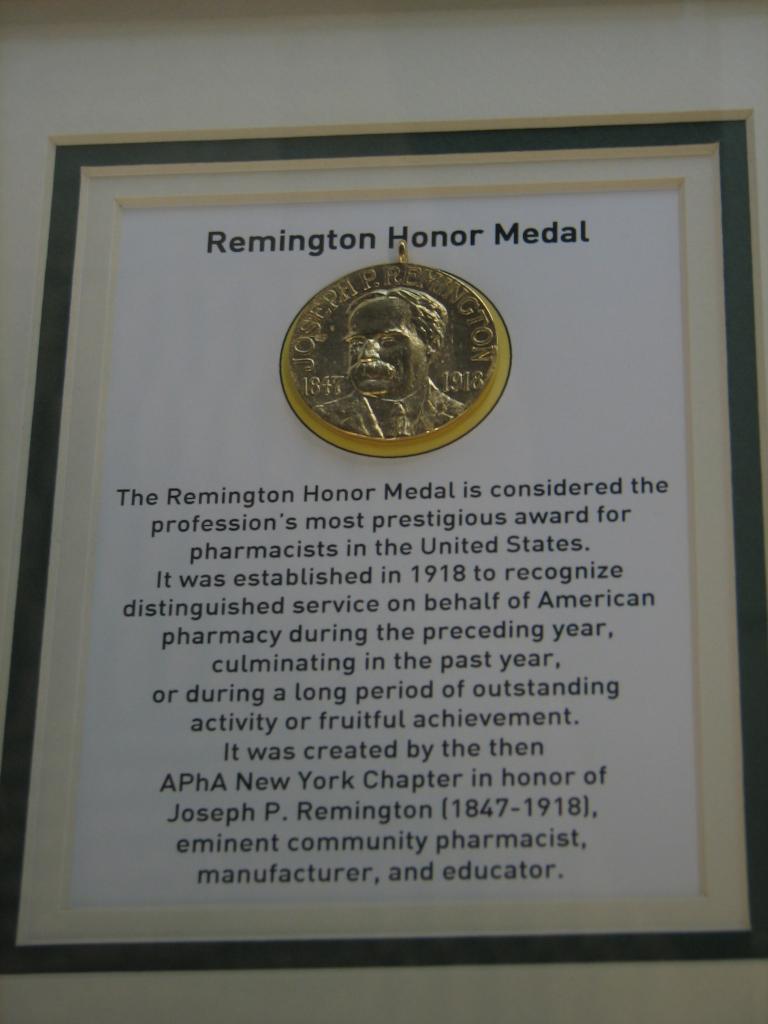 Remington Honor Medal
JOSEPH P. REMINGTON
1847 1918
The Remington Honor Medal is considered the
profession's most prestigious award for
pharmacists in the United States.
It was established in 1918 to recognize
distinguished service on behalf of American
pharmacy during the preceding year,
culminating in the past year,
or during a long period of outstanding
activity or fruitful achievement.
It was created by the then
APhA New York Chapter in honor of
Joseph P. Remington (1847-1918),
eminent community pharmacist,
manufacturer, and educator.